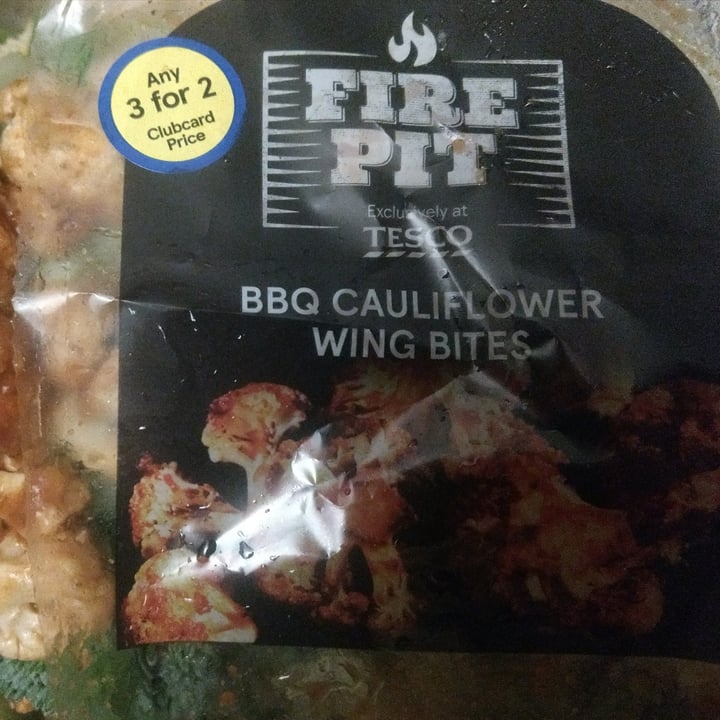 Any
3 for 2
Clubcard
Price
FIRE
PIT
Exclusively at
TESCO
BBQ CAULIFLOWER
WING BITES